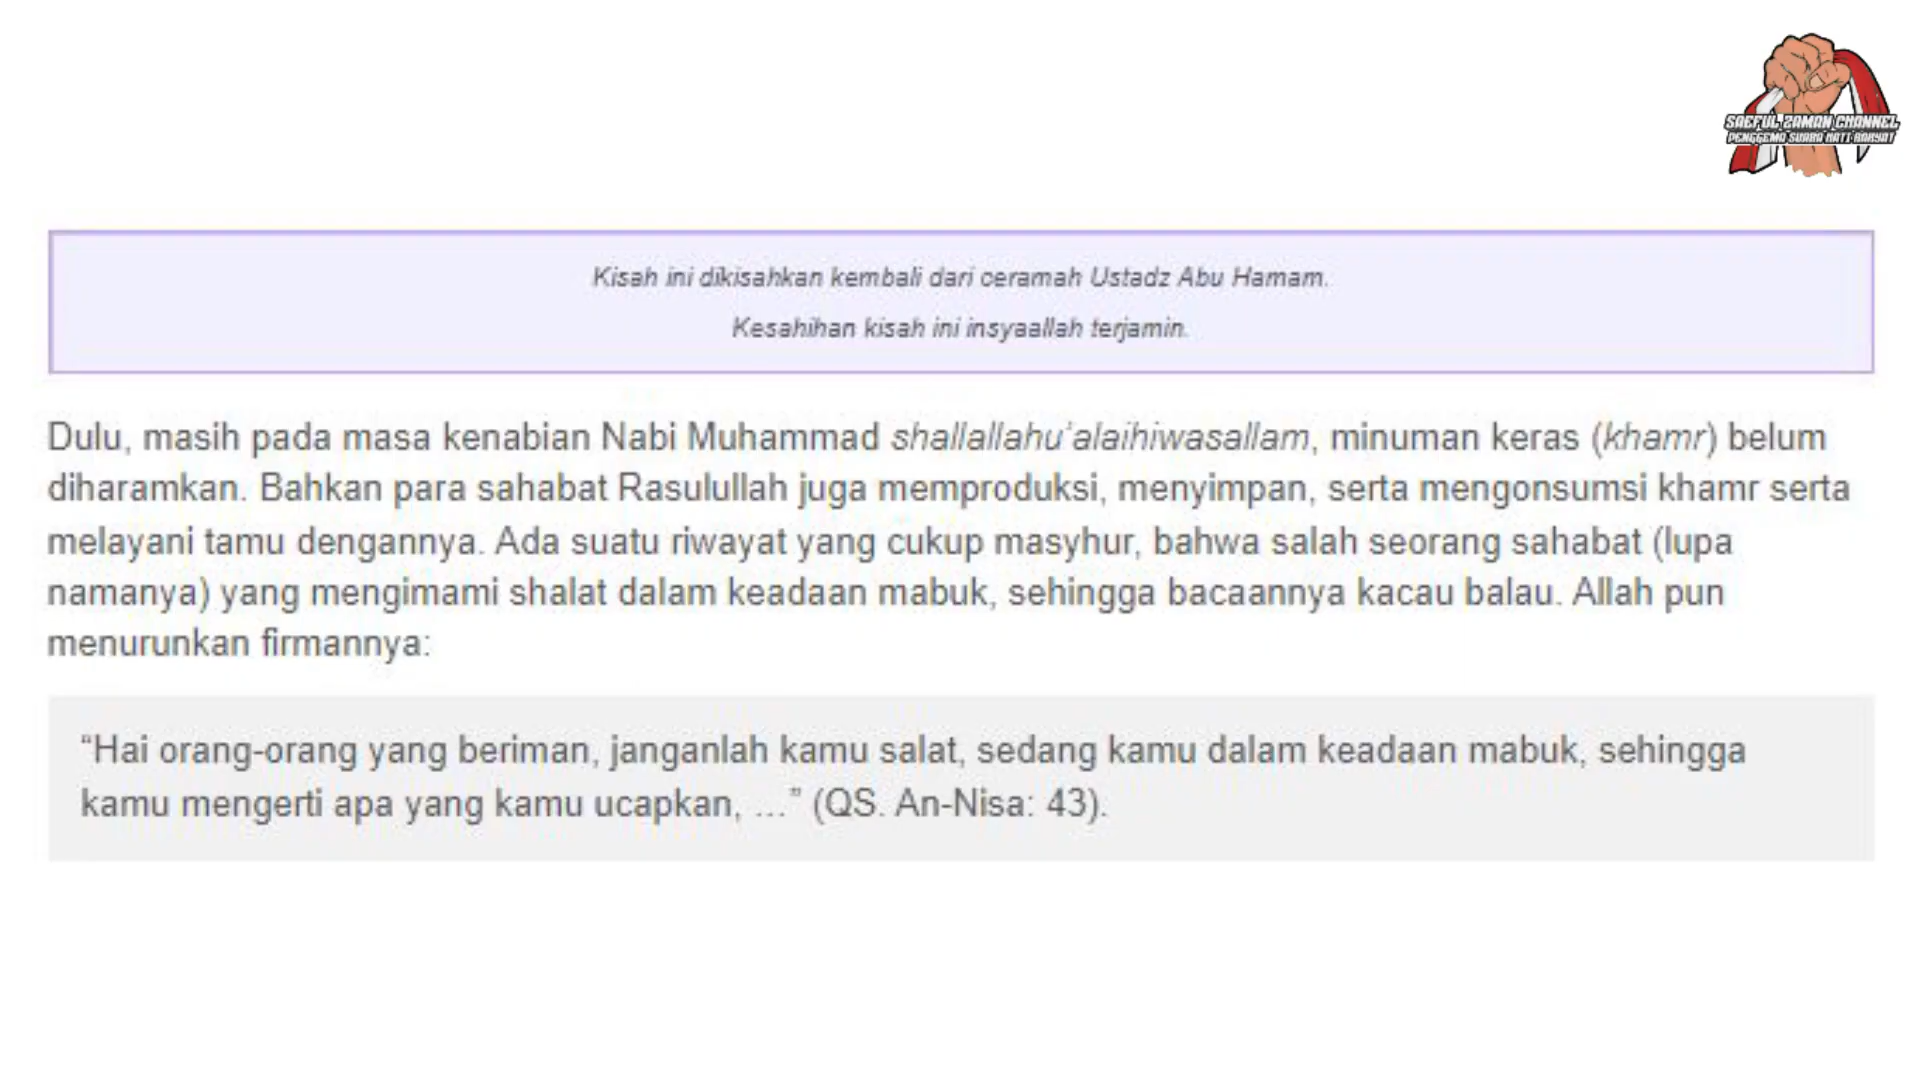 SAEFUL ZAMAN CHANNEL
PENGGEMA SUARA HATI RAKYAT
Kisah ini dikisahkan kembali dari ceramah Ustadz Abu Hamam.
Kesahihan kisah ini insyaallah terjamin.
Dulu, masih pada masa kenabian Nabi Muhammad shallallahu’alaihiwasallam, minuman keras (khamr) belum
diharamkan. Bahkan para sahabat Rasulullah juga memproduksi, menyimpan, serta mengonsumsi khamr serta
melayani tamu dengannya. Ada suatu riwayat yang cukup masyhur, bahwa salah seorang sahabat (lupa
namanya) yang mengimami shalat dalam keadaan mabuk, sehingga bacaannya kacau balau. Allah pun
menurunkan firmannya:
“Hai orang-orang yang beriman, janganlah kamu salat, sedang kamu dalam keadaan mabuk, sehingga
kamu mengerti apa yang kamu ucapkan, ...” (QS. An-Nisa: 43).